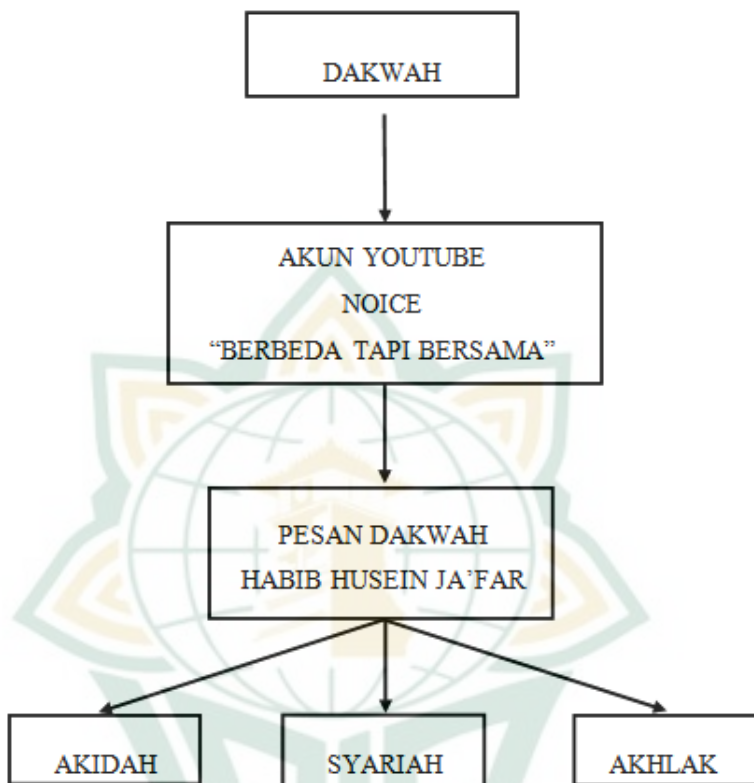 DAKWAH
AKUN YOUTUBE
NOICE
“BERBEDA TAPI BERSAMA”
PESAN DAKWAH
HABIB HUSEIN JA’FAR
AKIDAH
SYARIAH
AKHLAK